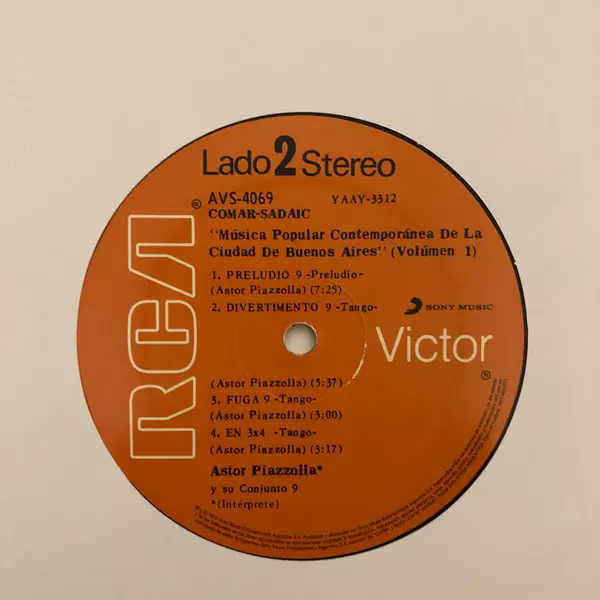 Lado 2 Stereo
AVS-4069 YAAY-3312
COMAR-SADAIC
"Música Popular Contemporánea De La
Ciudad De Buenos Aires" (Volúmen 1)
1. PRELUDIO 9 -Preludio-
(Astor Piazzolla) (7:25)
2. DIVERTIMENTO 9 -Tango-
SONY MUSIC
RCA ®
Victor ®
(Astor Piazzolla) (5:37)
3. FUGA 9 -Tango-
(Astor Piazzolla) (3:00)
4. EN 3x4 -Tango-
(Astor Piazzolla) (3:17)
Astor Piazzolla*
y su Conjunto 9
*(Intérprete)